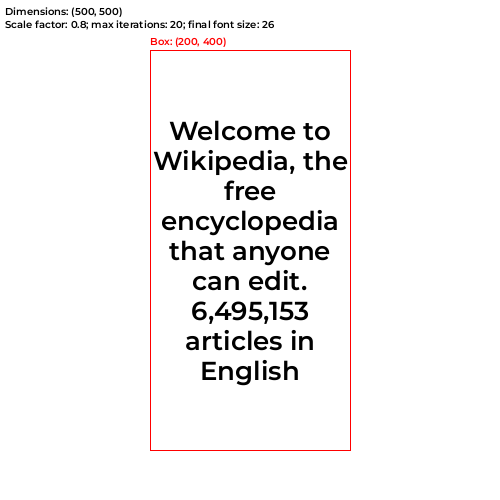 Dimensions: (500, 500)
Scale factor: 0.8; max iterations: 20; final font size: 26
Box: (200, 400)
Welcome to
Wikipedia, the
free
encyclopedia
that anyone
can edit.
6,495,153
articles in
English